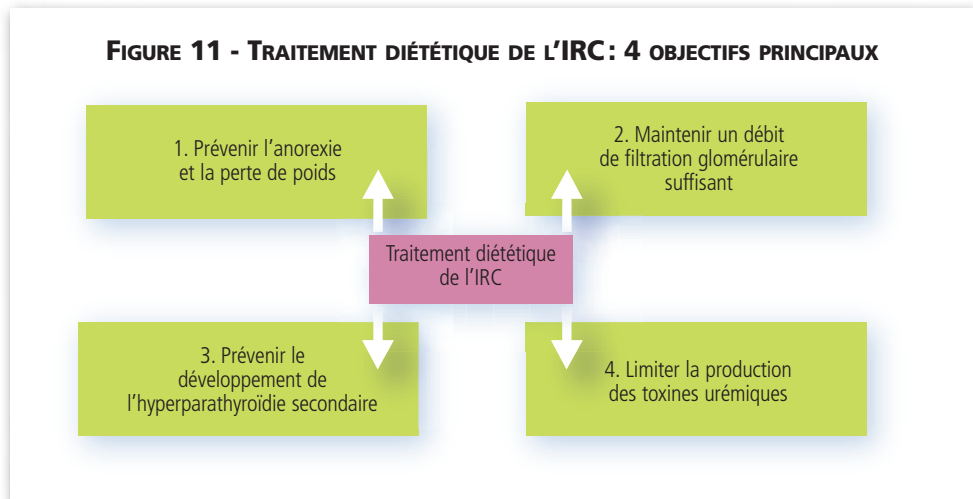 FIGURE 11 - TRAITEMENT DIÉTÉTIQUE DE L'IRC: 4 OBJECTIFS PRINCIPAUX
1. Prévenir l'anorexie
et la perte de poids
2. Maintenir un débit
de filtration glomérulaire
suffisant
Traitement diététique
de l'IRC
3. Prévenir le
développement de
l'hyperparathyroïdie secondaire
4. Limiter la production
des toxines urémiques